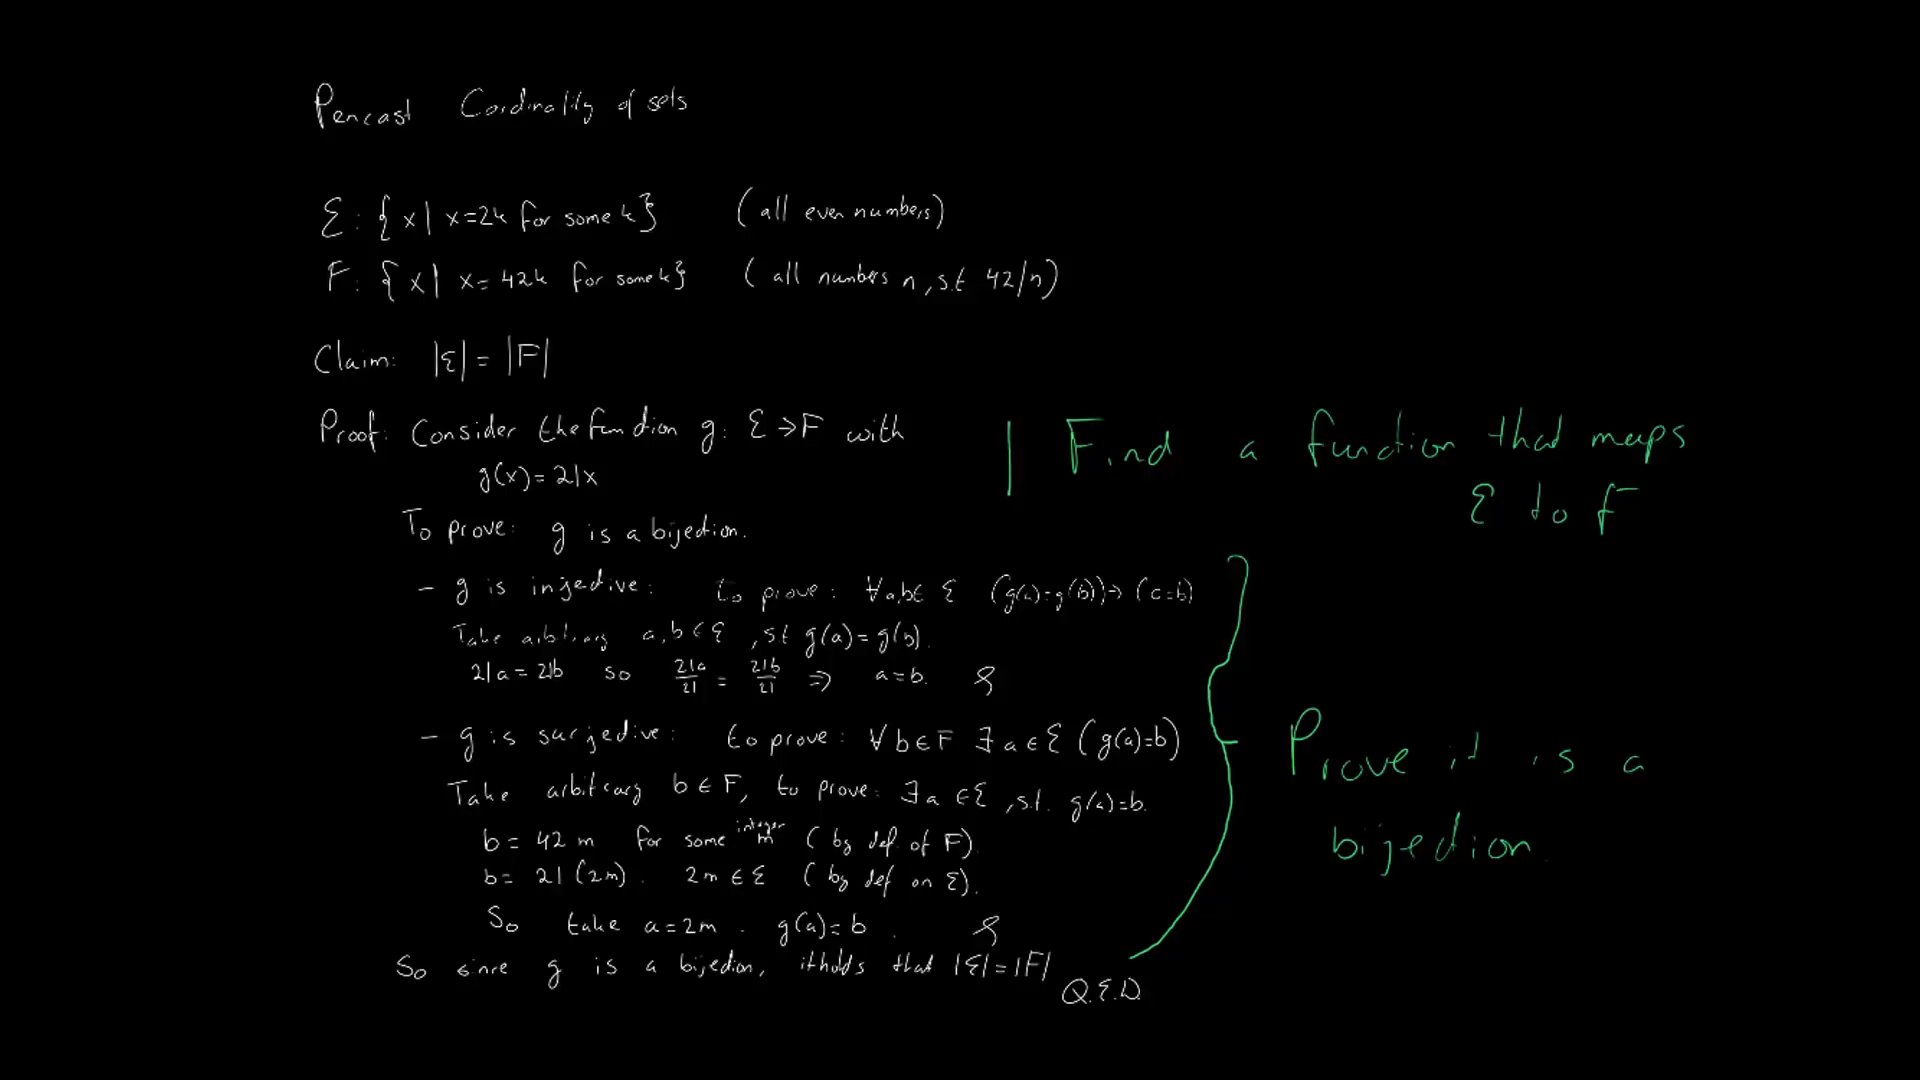 Pencast Cardinality of sets
E: {x | x=2k for some k} (all even numbers)
F: {x | x=42k for some k} (all numbers n, s.t 42/n)
Claim: |E| = |F|
Proof: Consider the function g: E → F with
g(x) = 21x
To prove: g is a bijection.
- g is injective: to prove: ∀a,b∈ E (g(a)=g(b)) → (a=b)
Take arbitrary a,b ∈ E, st g(a) = g(b).
21a = 21b so 21a/21 = 21b/21 ⇒ a=b.
- g is surjective: to prove: ∀b∈F ∃a∈E (g(a)=b)
Take arbitrary b ∈ F, to prove: ∃a ∈E, s.t. g(a)=b.
b = 42 m for some integer m (by def. of F).
b= 21 (2m). 2m ∈ E (by def on E).
So take a=2m. g(a)=b.
So since g is a bijection, it holds that |E|=|F|
Q.E.D.
Find a function that maps
E to F
Prove it is a
bijection.